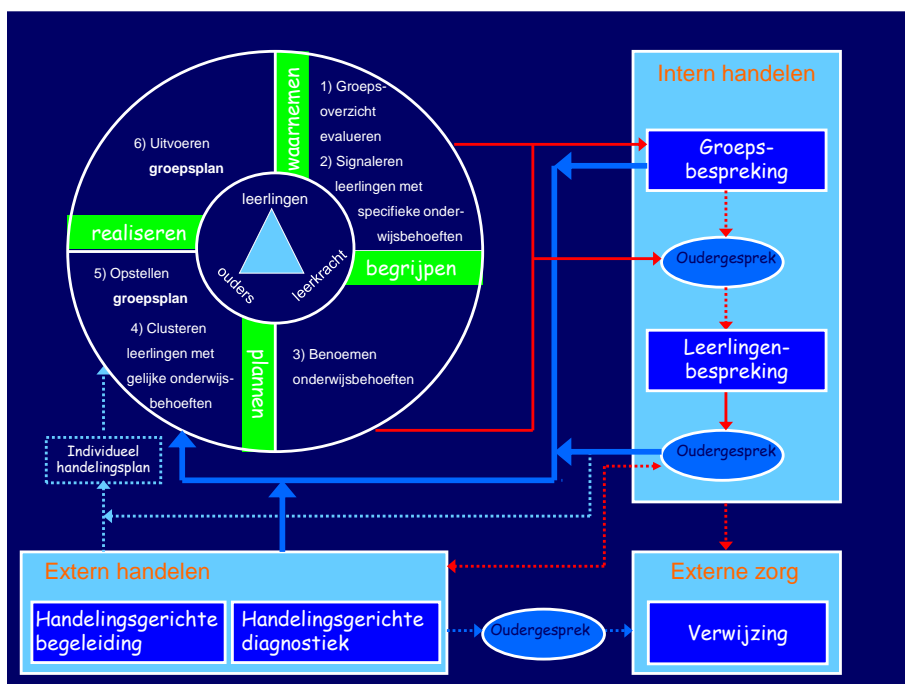 waarnemen
1) Groeps-
overzicht
evalueren
2) Signaleren
leerlingen met
specifieke onder-
wijsbehoeften
begrijpen
3) Benoemen
onderwijsbehoeften
plannen
4) Clusteren
leerlingen met
gelijke onderwijs-
behoeften
5) Opstellen
groepsplan
realiseren
6) Uitvoeren
groepsplan
leerlingen
ouders
leerkracht
Individueel
handelingsplan
Intern handelen
Groeps-
bespreking
Oudergesprek
Leerlingen-
bespreking
Oudergesprek
Extern handelen
Handelingsgerichte
begeleiding
Handelingsgerichte
diagnostiek
Oudergesprek
Externe zorg
Verwijzing